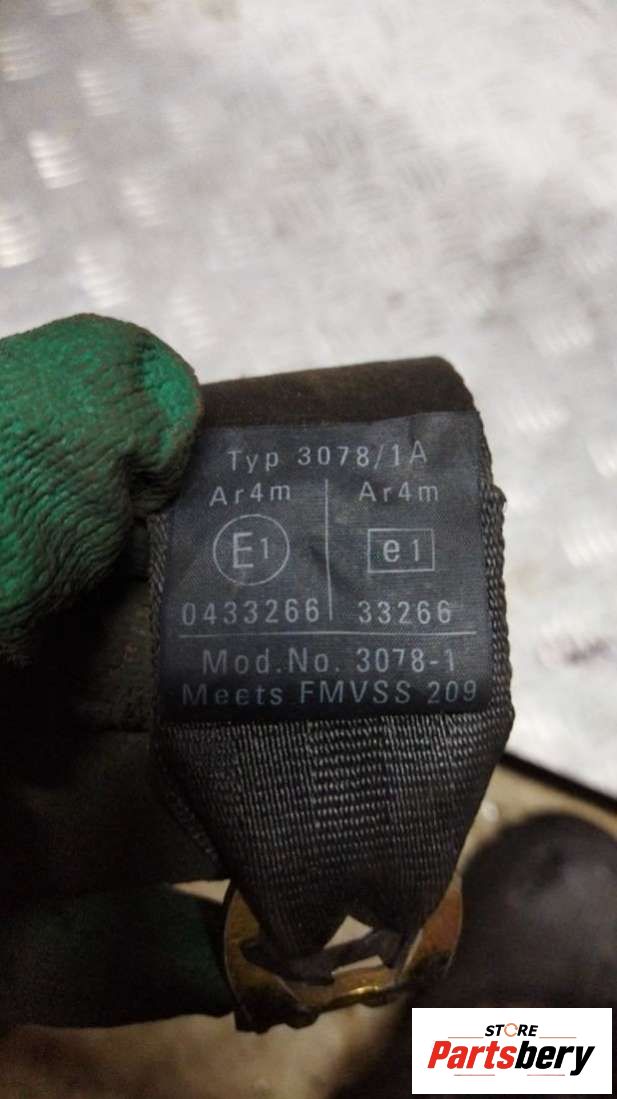 Typ 3078/1A
Ar4m Ar4m
E1 e1
0433266 33266
Mod.No. 3078-1
Meets FMVSS 209
STORE
Partsbery